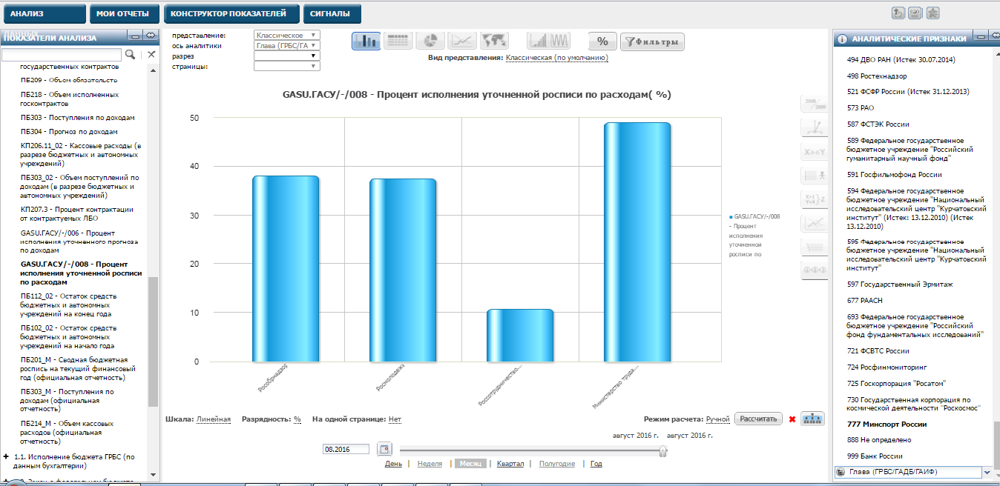 АНАЛИЗ
МОИ ОТЧЕТЫ
КОНСТРУКТОР ПОКАЗАТЕЛЕЙ
СИГНАЛЫ
ПОКАЗАТЕЛИ АНАЛИЗА
государственных контрактов
ПБ209 - Объем обязательств
ПБ218 - Объем исполненных
госконтрактов
ПБ303 - Поступления по доходам
ПБ304 - Прогноз по доходам
КП206.11_02 - Кассовые расходы (в
разрезе бюджетных и автономных
учреждений)
ПБ303_02 - Объем поступлений по
доходам (в разрезе бюджетных и
автономных учреждений)
КП207.3 - Процент контрактации
от контрактуемых ЛБО
GASU.ГАСУ/-/006 - Процент
исполнения уточненного прогноза
по доходам
GASU.ГАСУ/-/008 - Процент
исполнения уточненной росписи
по расходам
ПБ112_02 - Остаток средств
бюджетных и автономных
учреждений на конец года
ПБ102_02 - Остаток средств
бюджетных и автономных
учреждений на начало года
ПБ201_М - Сводная бюджетная
роспись на текущий финансовый
год (официальная отчетность)
ПБ303_М - Поступления по
доходам (официальная
отчетность)
ПБ214_М - Объем кассовых
расходов (официальная
отчетность)
1.1. Исполнение бюджета ГРБС (по
данным бухгалтерии)
представление:
Классическое
ось аналитики
Глава (ГРБС/ГА
разрез
страницы:
%
Фильтры
Вид представления: Классическая (по умолчанию)
GASU.ГАСУ/-/008 - Процент исполнения уточненной росписи по расходам( %)
50
40
30
20
10
0
Рособрнадзор
Росмолодежь
Россотрудничество...
Министерство труда...
GASU.ГАСУ/-/008
- Процент
исполнения
уточненной
росписи по
Шкала: Линейная
Разрядность: %
На одной странице: Нет
Режим расчета: Ручной
Рассчитать
август 2016 г.
август 2016 г.
08.2016
День
Неделя
Месяц
Квартал
Полугодие
Год
АНАЛИТИЧЕСКИЕ ПРИЗНАКИ
494 ДВО РАН (Истек 30.07.2014)
498 Ростехнадзор
521 ФСФР России (Истек 31.12.2013)
573 РАО
587 ФСТЭК России
589 Федеральное государственное
бюджетное учреждение "Российский
гуманитарный научный фонд"
591 Госфильмофонд России
594 Федеральное государственное
бюджетное учреждение "Национальный
исследовательский центр "Курчатовский
институт" (Истек: 13.12.2010) (Истек
13.12.2010)
595 Федеральное государственное
бюджетное учреждение "Национальный
исследовательский центр "Курчатовский
институт"
597 Государственный Эрмитаж
677 РААСН
693 Федеральное государственное
бюджетное учреждение "Российский
фонд фундаментальных исследований"
721 ФСВТС России
724 Росфинмониторинг
725 Госкорпорация "Росатом"
730 Государственная корпорация по
космической деятельности "Роскосмос"
777 Минспорт России
888 Не определено
999 Банк России
Глава (ГРБС/ГАДБ/ГАИФ)